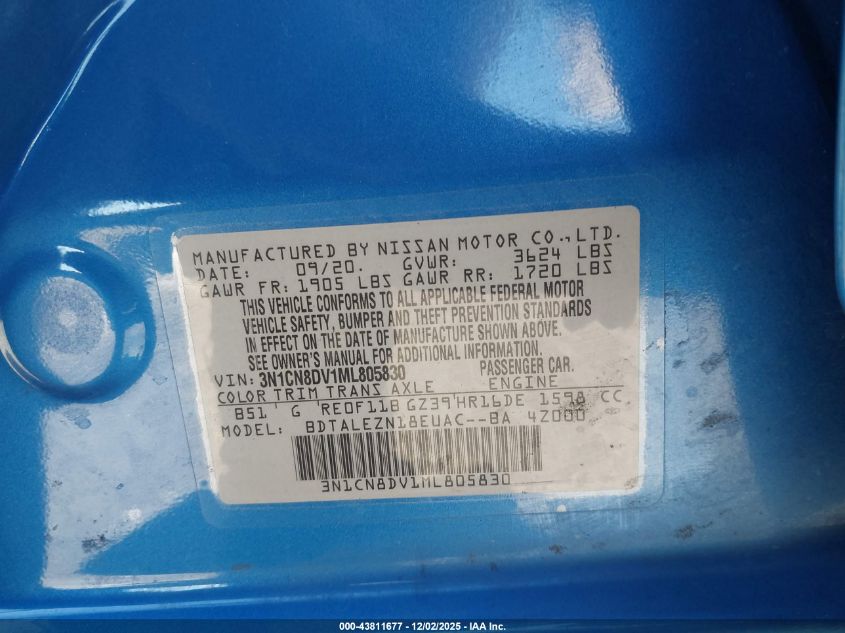 MANUFACTURED BY NISSAN MOTOR CO., LTD.
DATE: 09/20. GVWR: 3624 LBS
GAWR FR: 1905 LBS GAWR RR: 1720 LBS
THIS VEHICLE CONFORMS TO ALL APPLICABLE FEDERAL MOTOR
VEHICLE SAFETY, BUMPER AND THEFT PREVENTION STANDARDS
IN EFFECT ON THE DATE OF MANUFACTURE SHOWN ABOVE.
SEE OWNER'S MANUAL FOR ADDITIONAL INFORMATION.
VIN: 3N1CN8DV1ML805830 PASSENGER CAR.
COLOR TRIM TRANS AXLE ENGINE
B51 G RE0F11B GZ39 HR16DE 1598 CC
MODEL: BDTALEZN18EUAC--BA 4Z000
3N1CN8DV1ML805830
000-43811677 - 12/02/2025 - IAA Inc.